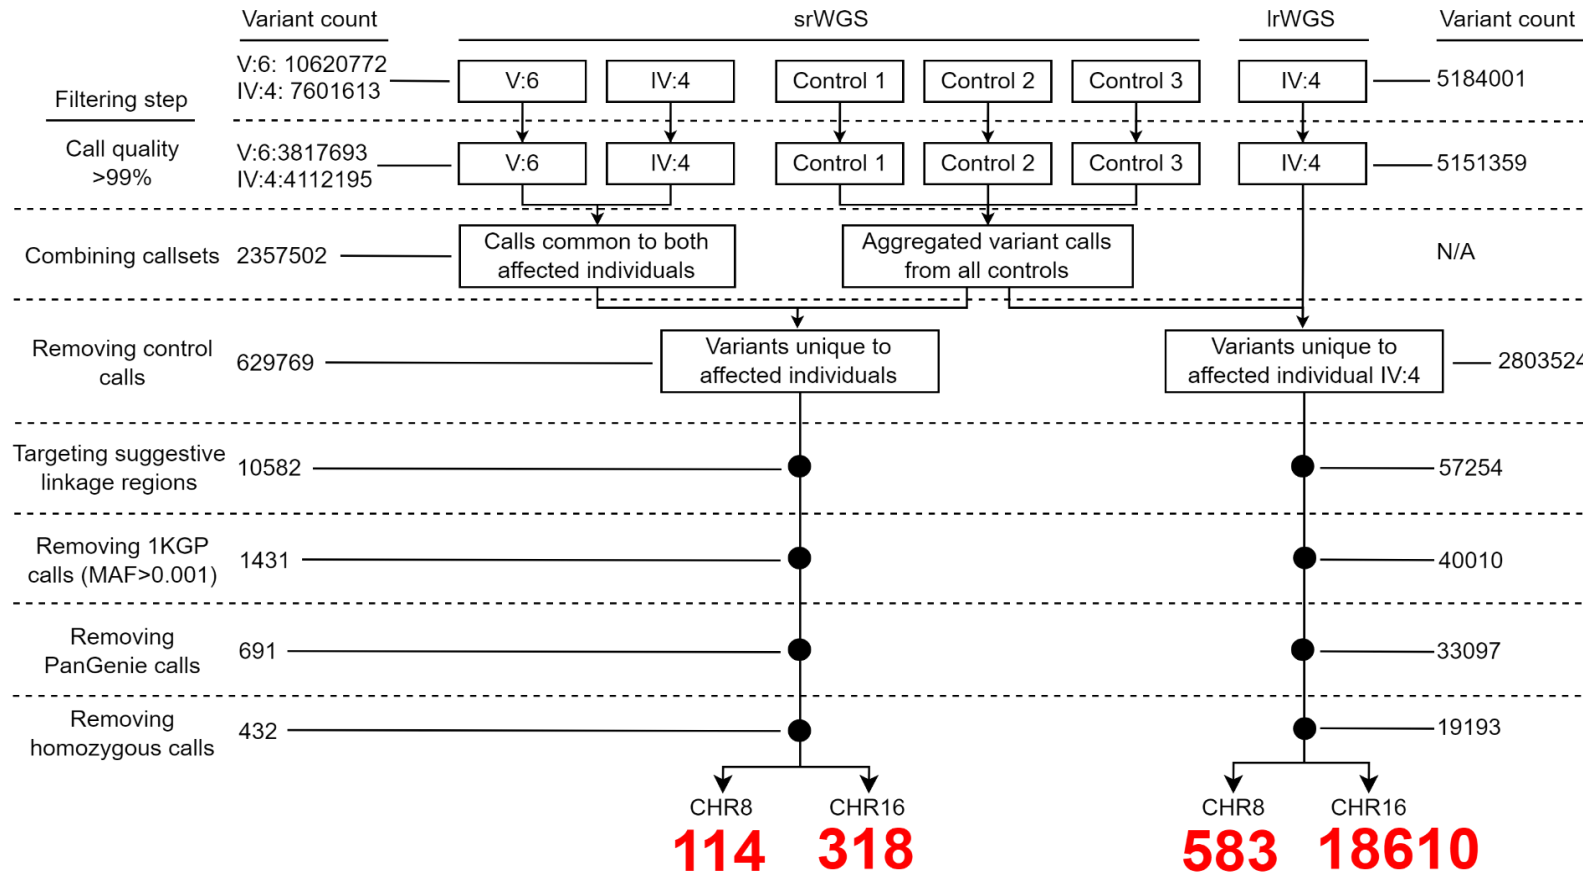 Variant count
srWGS
lrWGS
Variant count
V:6: 10620772
IV:4: 7601613
V:6
IV:4
Control 1
Control 2
Control 3
IV:4
5184001
Filtering step
Call quality
>99%
V:6:3817693
IV:4:4112195
V:6
IV:4
Control 1
Control 2
Control 3
IV:4
5151359
Combining callsets
2357502
Calls common to both
affected individuals
Aggregated variant calls
from all controls
N/A
Removing control
calls
629769
Variants unique to
affected individuals
Variants unique to
affected individual IV:4
2803524
Targeting suggestive
linkage regions
10582
57254
Removing 1KGP
calls (MAF>0.001)
1431
40010
Removing
PanGenie calls
691
33097
Removing
homozygous calls
432
19193
CHR8
CHR16
CHR8
CHR16
114
318
583
18610